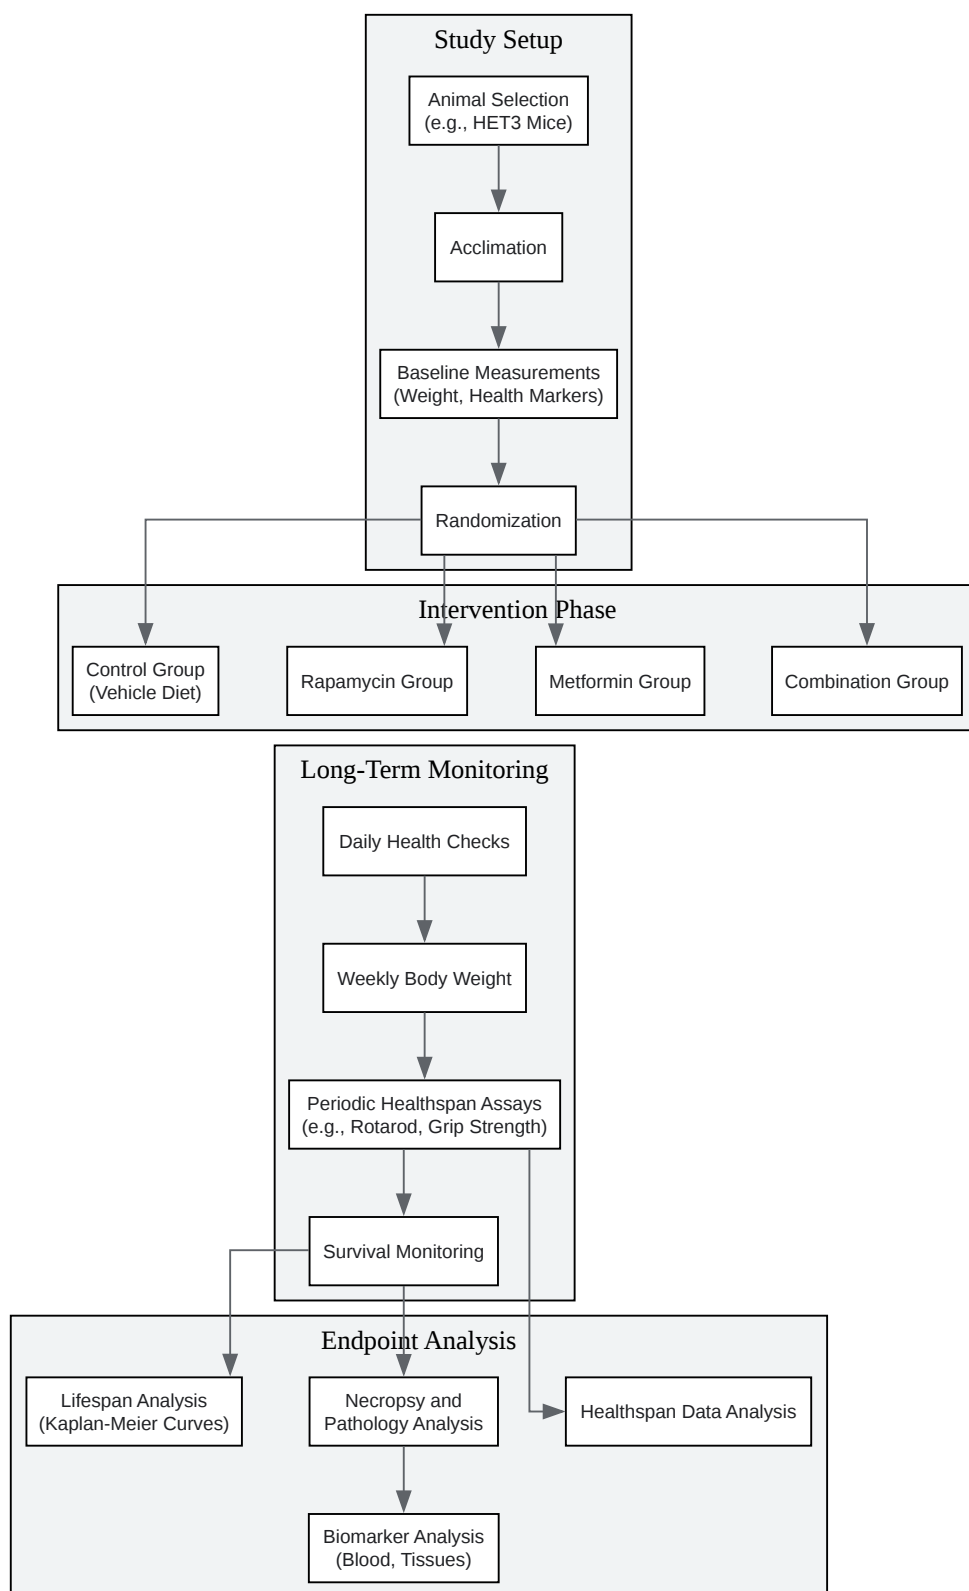 Study Setup
Animal Selection
(e.g., HET3 Mice)
Acclimation
Baseline Measurements
(Weight, Health Markers)
Randomization
Intervention Phase
Control Group
(Vehicle Diet)
Rapamycin Group
Metformin Group
Combination Group
Long-Term Monitoring
Daily Health Checks
Weekly Body Weight
Periodic Healthspan Assays
(e.g., Rotarod, Grip Strength)
Survival Monitoring
Endpoint Analysis
Lifespan Analysis
(Kaplan-Meier Curves)
Necropsy and
Pathology Analysis
Healthspan Data Analysis
Biomarker Analysis
(Blood, Tissues)